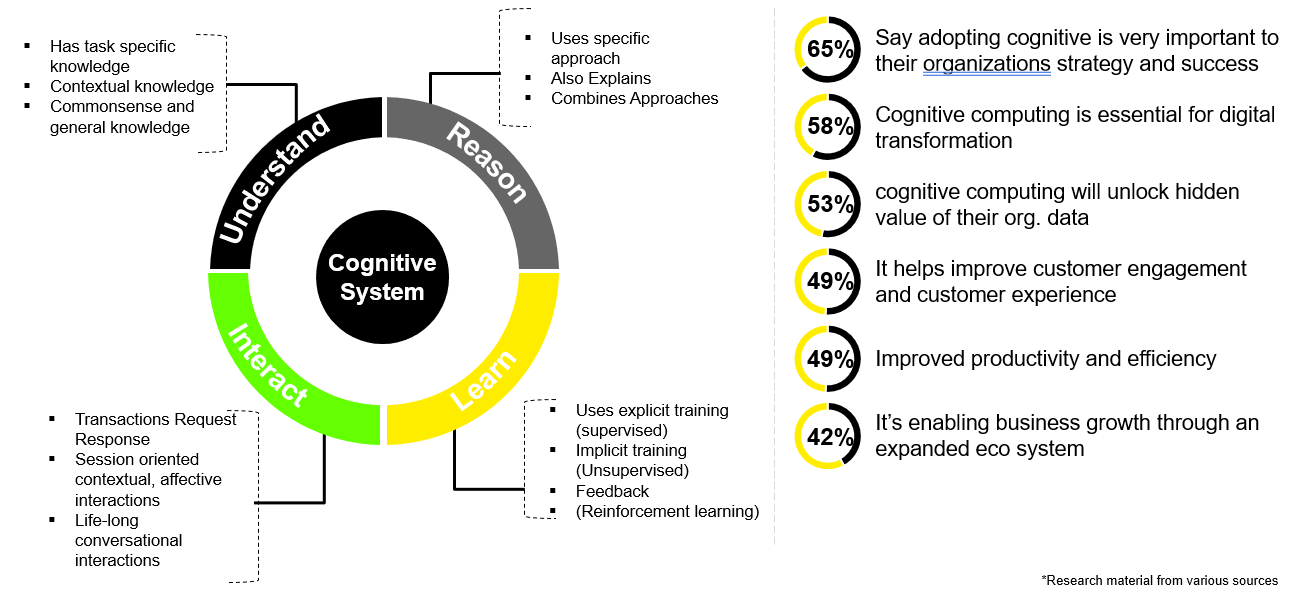 Has task specific
knowledge
Contextual knowledge
Commonsense and
general knowledge
Uses specific
approach
Also Explains
Combines Approaches
Understand
Reason
Cognitive
System
Interact
Learn
Transactions Request
Response
Session oriented
contextual, affective
interactions
Life-long
conversational
interactions
Uses explicit training
(supervised)
Implicit training
(Unsupervised)
Feedback
(Reinforcement learning)
65%
Say adopting cognitive is very important to
their organizations strategy and success
58%
Cognitive computing is essential for digital
transformation
53%
cognitive computing will unlock hidden
value of their org. data
49%
It helps improve customer engagement
and customer experience
49%
Improved productivity and efficiency
42%
It’s enabling business growth through an
expanded eco system
*Research material from various sources